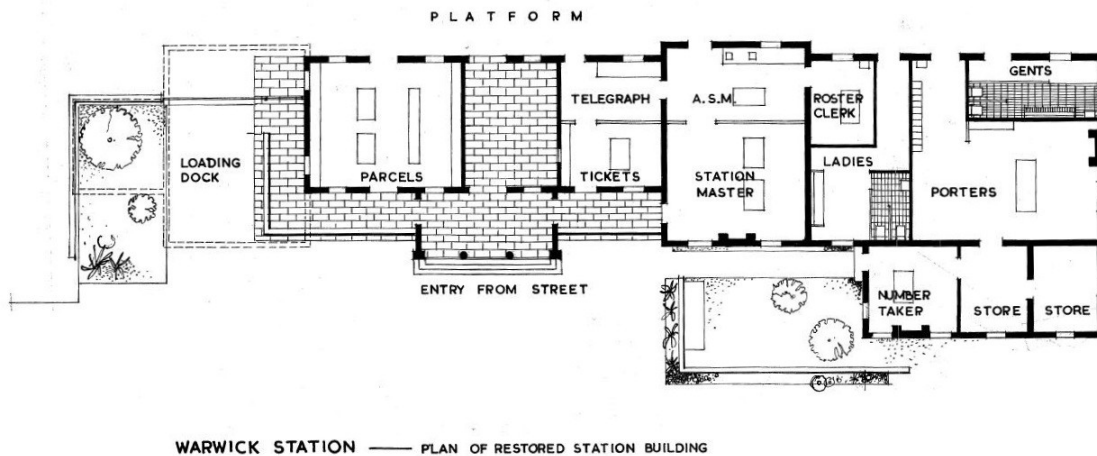 PLATFORM
GENTS
TELEGRAPH
A.S.M.
ROSTER
CLERK
LOADING
DOCK
PARCELS
TICKETS
STATION
MASTER
LADIES
PORTERS
ENTRY FROM STREET
NUMBER
TAKER
STORE
STORE
WARWICK STATION — PLAN OF RESTORED STATION BUILDING